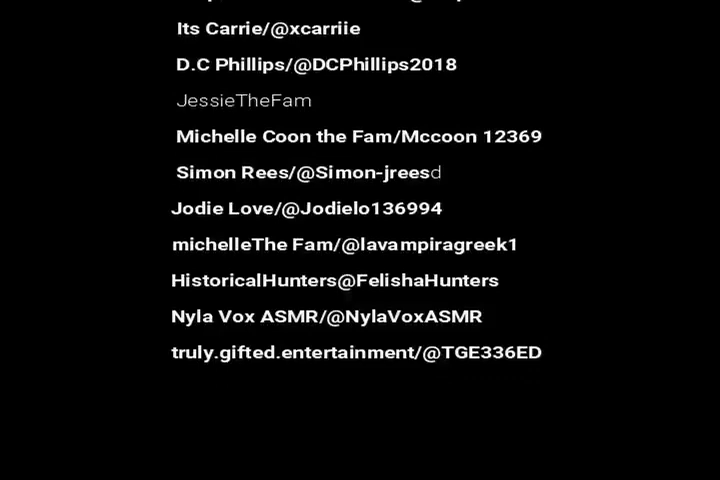 Its Carrie/@xcarriie
D.C Phillips/@DCPhillips2018
JessieTheFam
Michelle Coon the Fam/Mccoon 12369
Simon Rees/@Simon-jreesd
Jodie Love/@Jodielo136994
michelleThe Fam/@lavampiragreek1
HistoricalHunters@FelishaHunters
Nyla Vox ASMR/@NylaVoxASMR
truly.gifted.entertainment/@TGE336ED